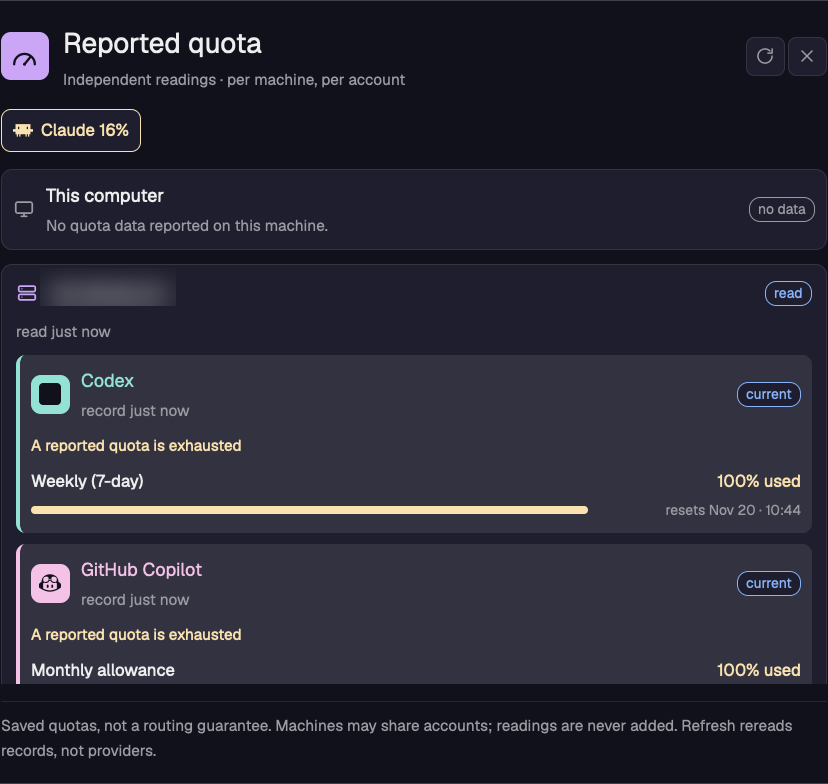 Reported quota
Independent readings · per machine, per account
Claude 16%
This computer
No quota data reported on this machine.
no data
read
read just now
Codex
record just now
current
A reported quota is exhausted
Weekly (7-day)
100% used
resets Nov 20 · 10:44
GitHub Copilot
record just now
current
A reported quota is exhausted
Monthly allowance
100% used
Saved quotas, not a routing guarantee. Machines may share accounts; readings are never added. Refresh rereads
records, not providers.